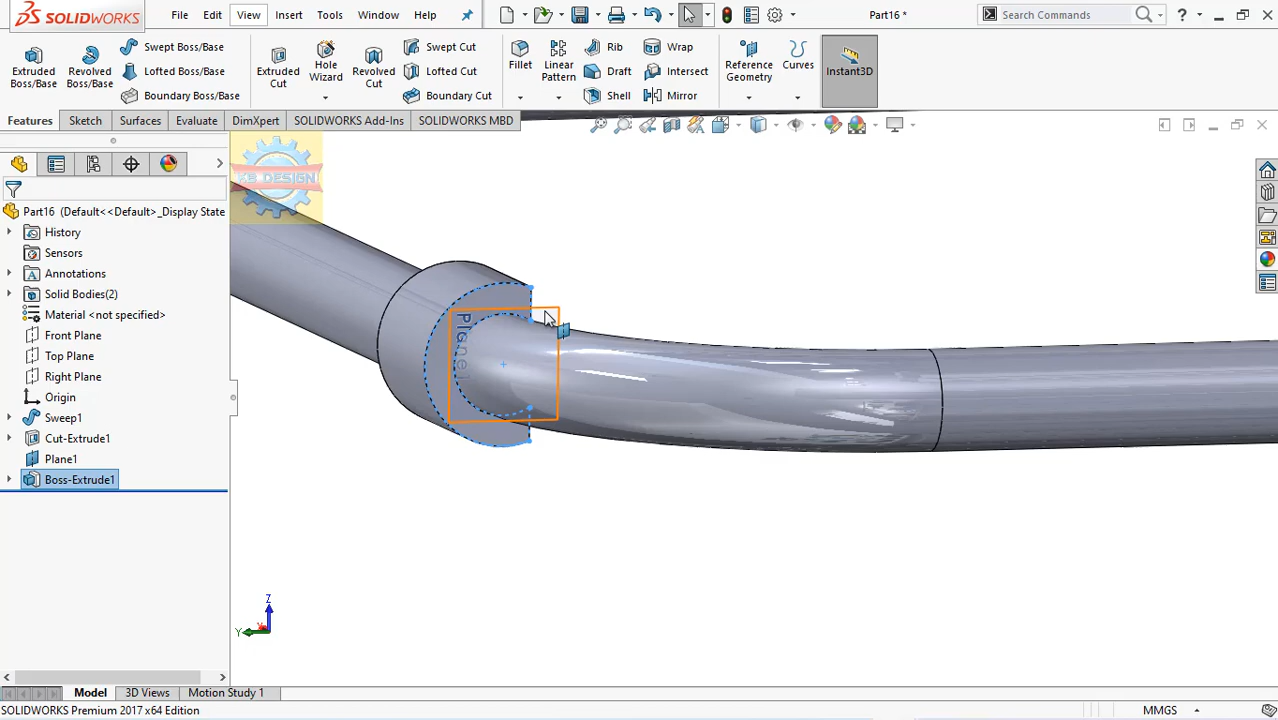 SOLIDWORKS File Edit View Insert Tools Window Help Part16 * Search Commands ?
Extruded Boss/Base
Revolved Boss/Base
Swept Boss/Base
Lofted Boss/Base
Boundary Boss/Base
Extruded Cut
Hole Wizard
Revolved Cut
Swept Cut
Lofted Cut
Boundary Cut
Fillet
Linear Pattern
Rib
Draft
Shell
Wrap
Intersect
Mirror
Reference Geometry
Curves
Instant3D
Features Sketch Surfaces Evaluate DimXpert SOLIDWORKS Add-Ins SOLIDWORKS MBD
KB DESIGN
Part16 (Default<<Default>_Display State
History
Sensors
Annotations
Solid Bodies(2)
Material <not specified>
Front Plane
Top Plane
Right Plane
Origin
Sweep1
Cut-Extrude1
Plane1
Boss-Extrude1
Plane1
Z
Y
Model 3D Views Motion Study 1
SOLIDWORKS Premium 2017 x64 Edition MMGS